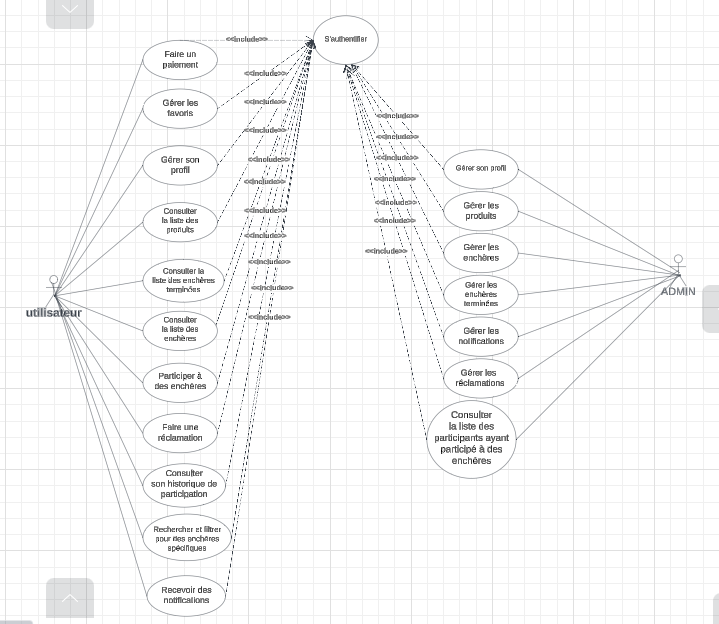 S'authentifier
<<include>>
Faire un
paiement
<<include>>
Gérer les
favoris
<<include>>
<<include>>
Gérer son
profil
<<include>>
<<include>>
Consulter
la liste des
produits
<<include>>
<<include>>
Consulter la
liste des enchères
terminées
<<include>>
<<include>>
Consulter
la liste des
enchères
<<include>>
utilisateur
Participer à
des enchères
Faire une
réclamation
Consulter
son historique de
participation
Rechercher et filtrer
pour des enchères
spécifiques
Recevoir des
notifications
<<include>>
<<include>>
<<include>>
<<include>>
<<include>>
<<include>>
<<include>>
Gérer son profil
Gérer les
produits
Gérer les
enchères
Gérer les
enchères
terminées
Gérer les
notifications
Gérer les
réclamations
Consulter
la liste des
participants ayant
participé à des
enchères
ADMIN